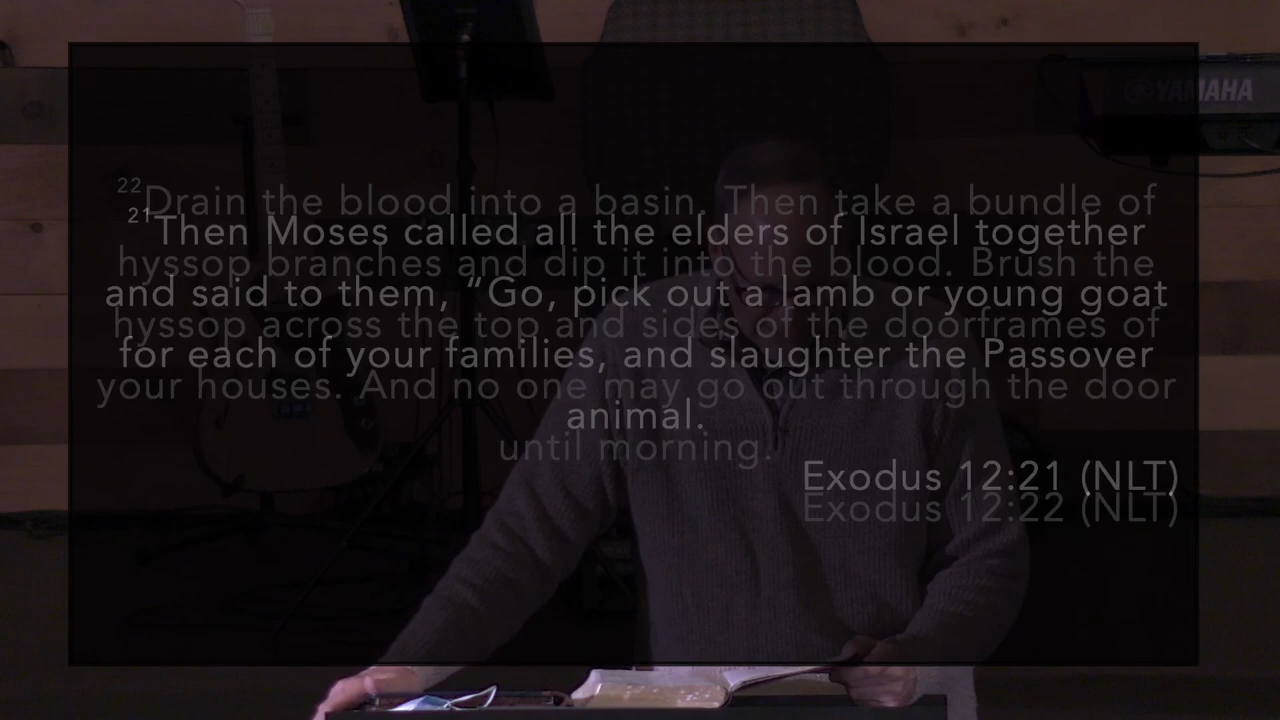 21Then Moses called all the elders of Israel together
and said to them, “Go, pick out a lamb or young goat
for each of your families, and slaughter the Passover
animal.
Exodus 12:21 (NLT)
22Drain the blood into a basin. Then take a bundle of
hyssop branches and dip it into the blood. Brush the
hyssop across the top and sides of the doorframes of
your houses. And no one may go out through the door
until morning.
Exodus 12:22 (NLT)
YAMAHA